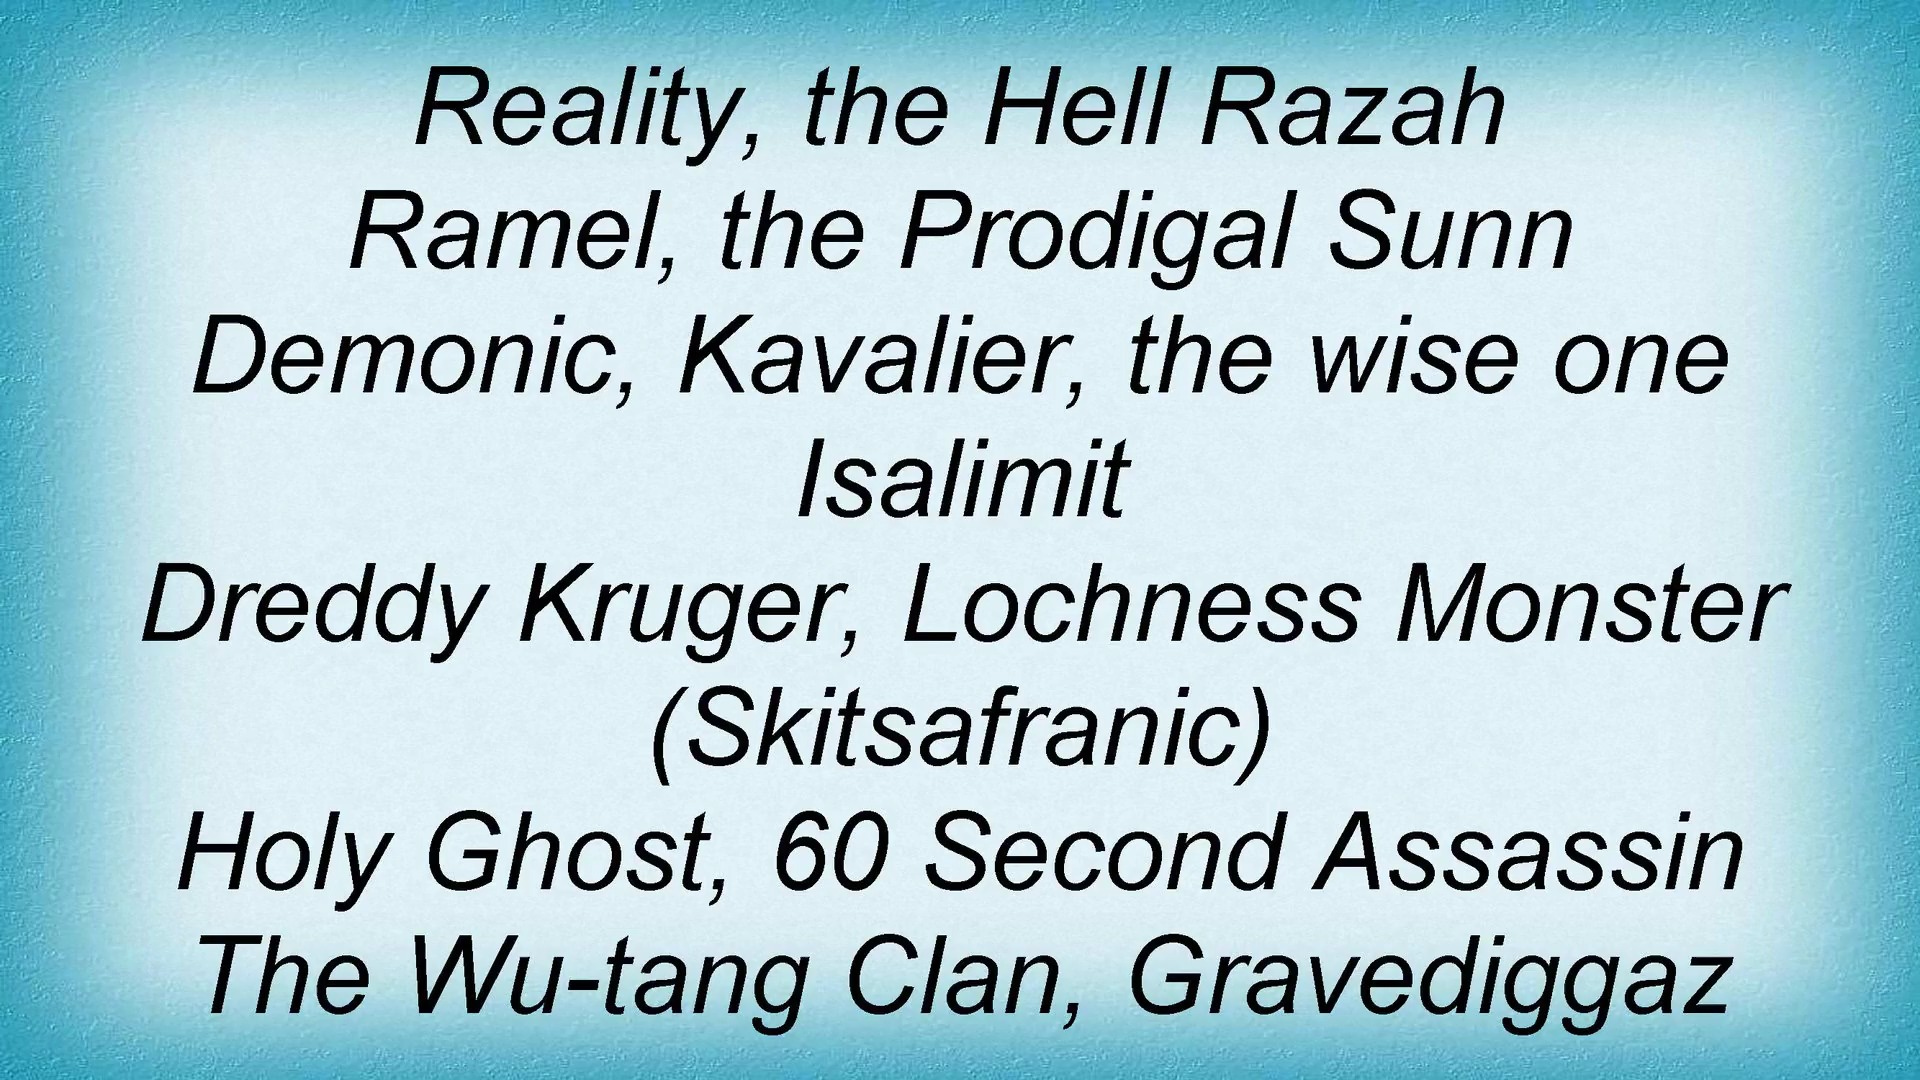 Reality, the Hell Razah
Ramel, the Prodigal Sunn
Demonic, Kavalier, the wise one
Isalimit
Dreddy Kruger, Lochness Monster
(Skitsafranic)
Holy Ghost, 60 Second Assassin
The Wu-tang Clan, Gravediggaz